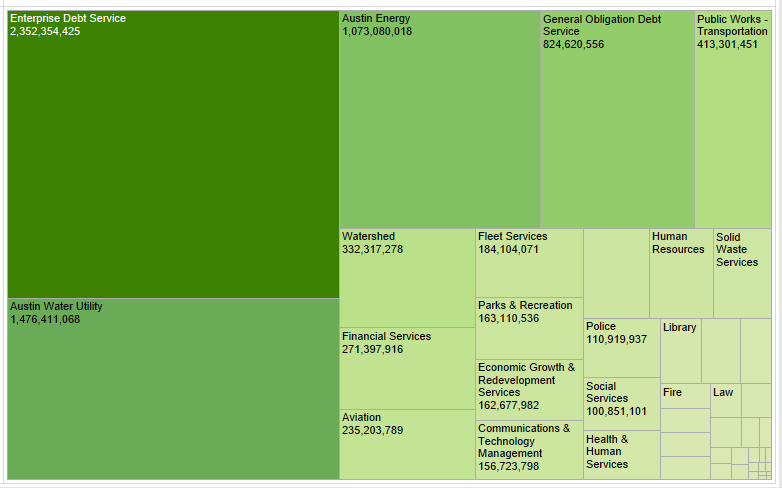 Enterprise Debt Service
2,352,354,425
Austin Water Utility
1,476,411,068
Austin Energy
1,073,080,018
General Obligation Debt
Service
824,620,556
Public Works -
Transportation
413,301,451
Watershed
332,317,278
Financial Services
271,397,916
Aviation
235,203,789
Fleet Services
184,104,071
Parks & Recreation
163,110,536
Economic Growth &
Redevelopment
Services
162,677,982
Communications &
Technology
Management
156,723,798
Human
Resources
Solid
Waste
Services
Police
110,919,937
Social
Services
100,851,101
Health &
Human
Services
Library
Fire
Law